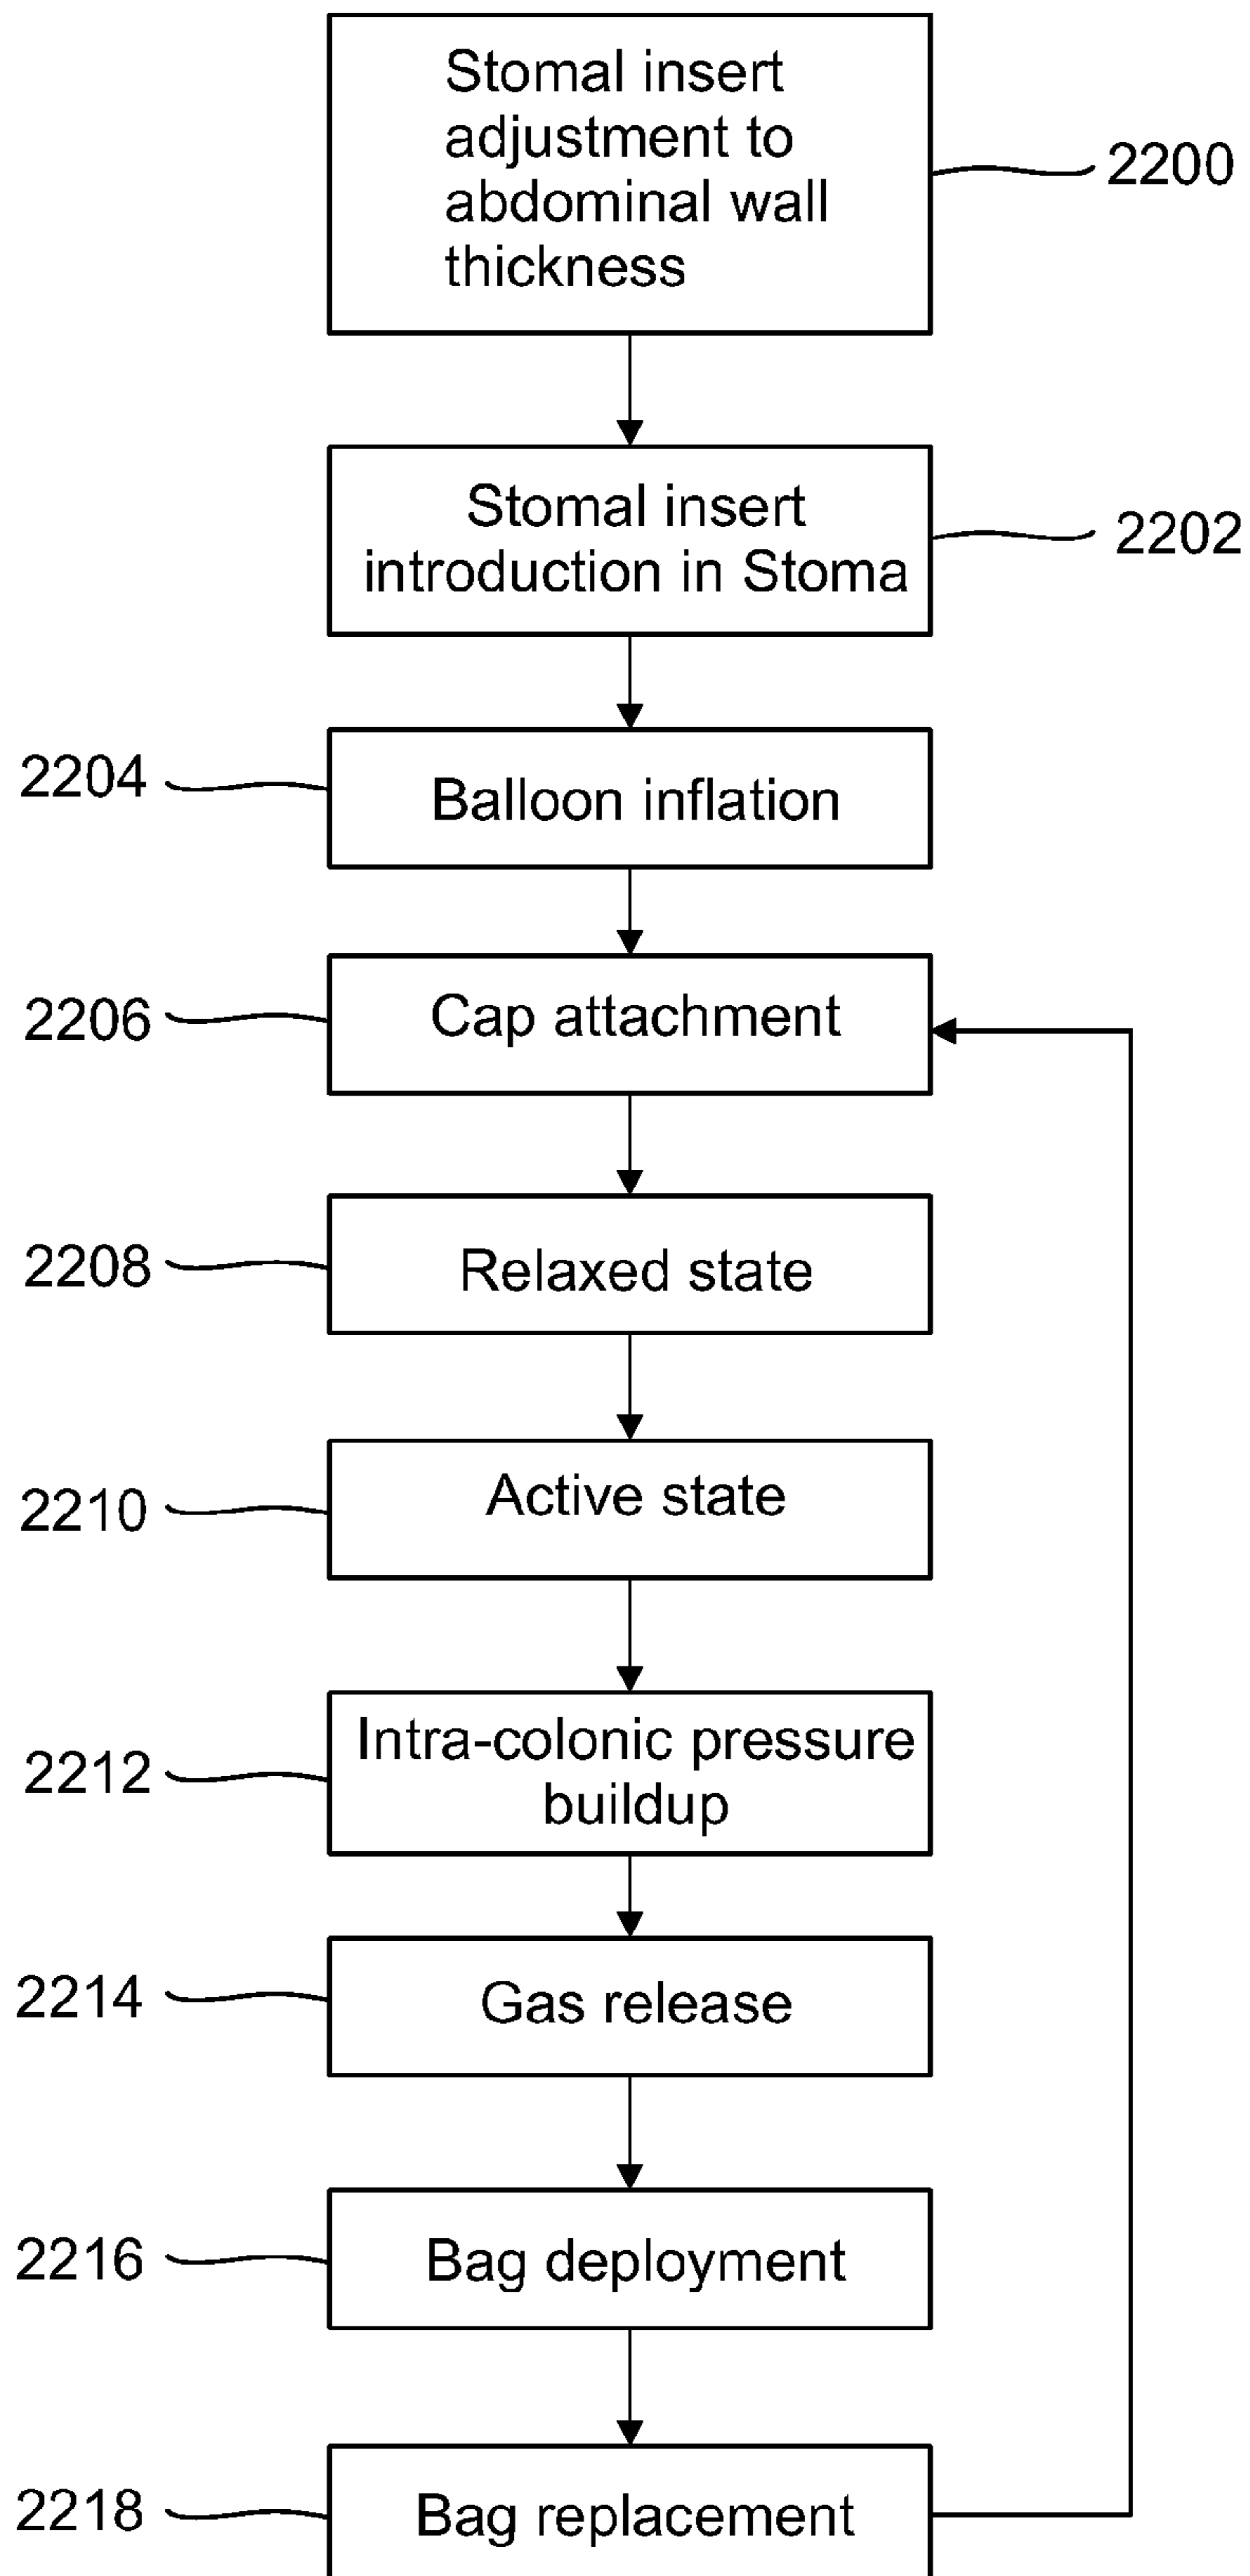 Stomal insert
adjustment to
abdominal wall
thickness
2200
Stomal insert
introduction in Stoma
2202
2204
Balloon inflation
2206
Cap attachment
2208
Relaxed state
2210
Active state
2212
Intra-colonic pressure
buildup
2214
Gas release
2216
Bag deployment
2218
Bag replacement